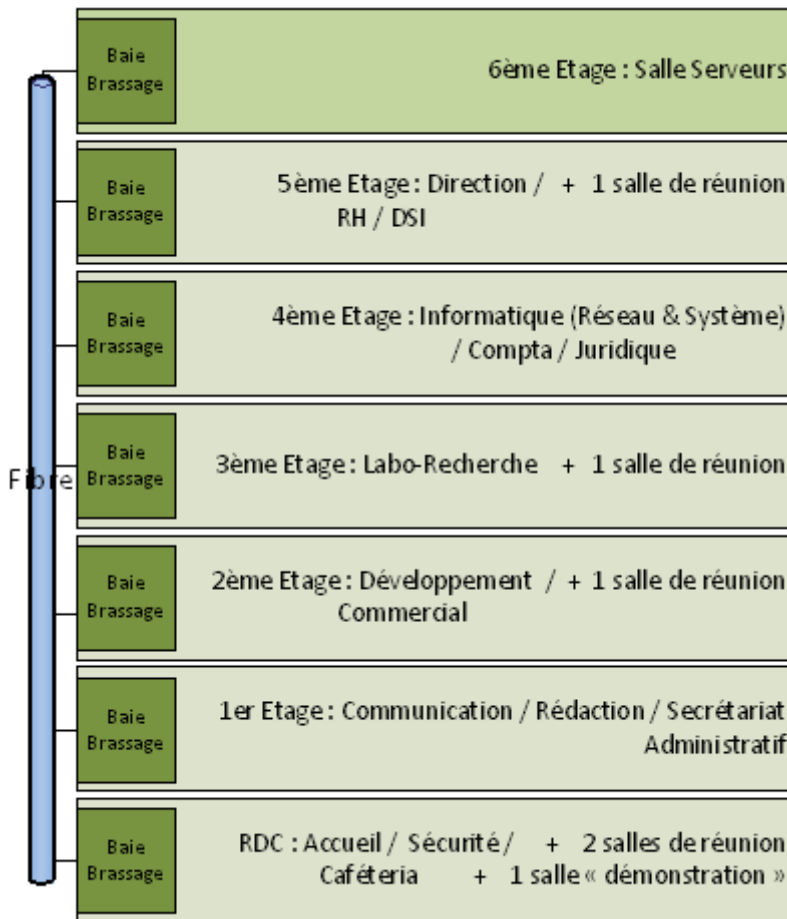 Baie
Brassage
6ème Etage : Salle Serveurs
Baie
Brassage
5ème Etage : Direction / + 1 salle de réunion
RH / DSI
Baie
Brassage
4ème Etage : Informatique (Réseau & Système)
/ Compta / Juridique
Baie
Brassage
3ème Etage : Labo-Recherche + 1 salle de réunion
Fibre
Baie
Brassage
2ème Etage : Développement / + 1 salle de réunion
Commercial
Baie
Brassage
1er Etage : Communication / Rédaction / Secrétariat
Administratif
Baie
Brassage
RDC : Accueil / Sécurité / + 2 salles de réunion
Caféteria + 1 salle « démonstration »